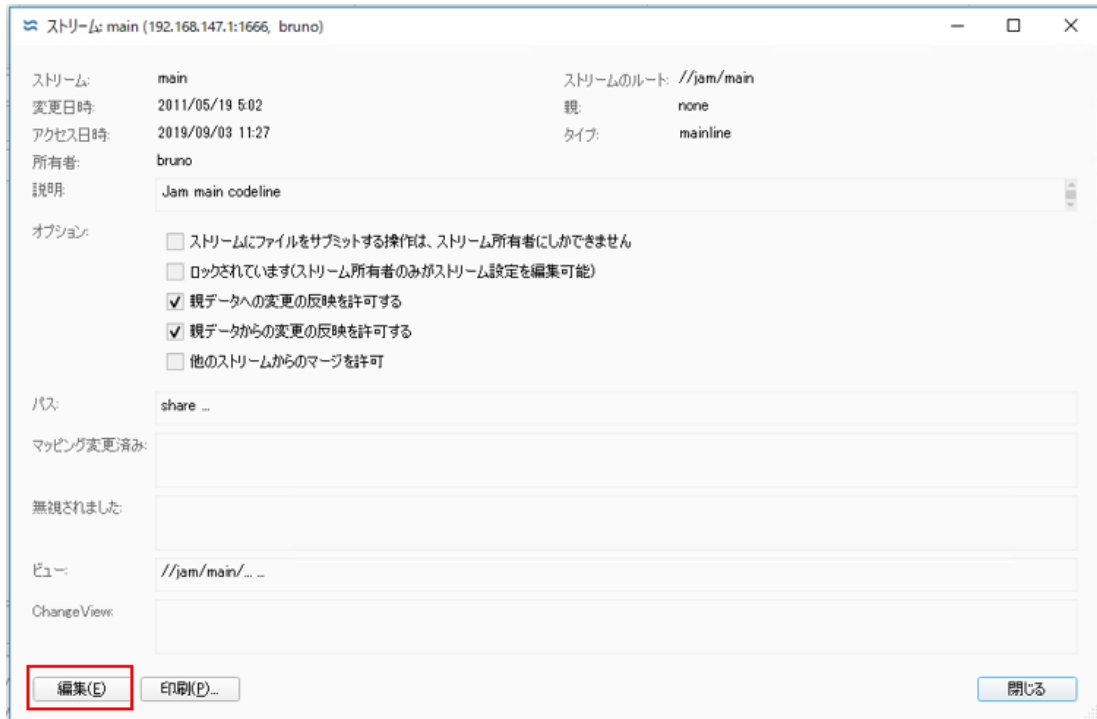 ストリーム: main (192.168.147.1:1666, bruno)
ストリーム: main ストリームのルート: //jam/main
変更日時: 2011/05/19 5:02 親: none
アクセス日時: 2019/09/03 11:27 タイプ: mainline
所有者: bruno
説明: Jam main codeline
オプション:
ストリームにファイルをサブミットする操作は、ストリーム所有者にしかできません
ロックされています(ストリーム所有者のみがストリーム設定を編集可能)
親データへの変更の反映を許可する
親データからの変更の反映を許可する
他のストリームからのマージを許可
パス: share ...
マッピング変更済み:
無視されました:
ビュー: //jam/main/... ...
ChangeView:
編集(E) 印刷(P)... 閉じる